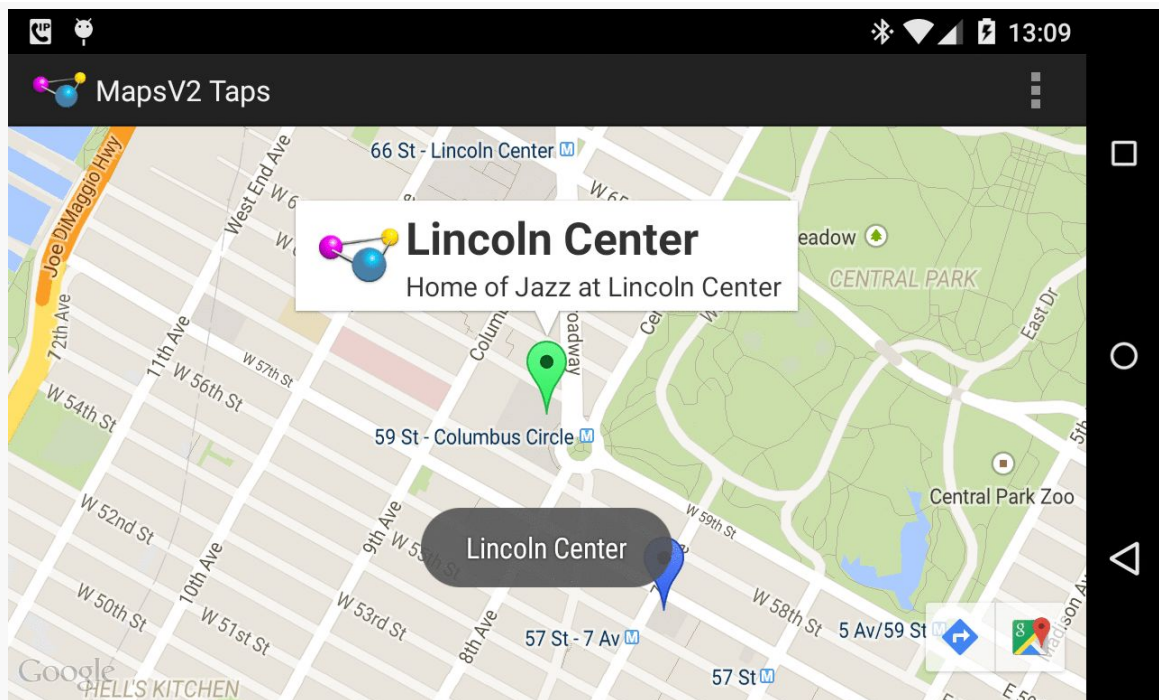 13:09
MapsV2 Taps
66 St - Lincoln Center M
Joe DiMaggio Hwy
West End Ave
Lincoln Center
Home of Jazz at Lincoln Center
CENTRAL PARK
East Dr
12th Ave
11th Ave
W 57th St
W 56th St
W 54th St
59 St - Columbus Circle M
Central Park Zoo
W 52nd St
9th Ave
W 59th St
Lincoln Center
10th Ave
W 50th St
W 51st St
W 53rd St
8th Ave
57 St - 7 Av M
W 58th St
5 Av/59 St
57 St M
Google
HELL'S KITCHEN